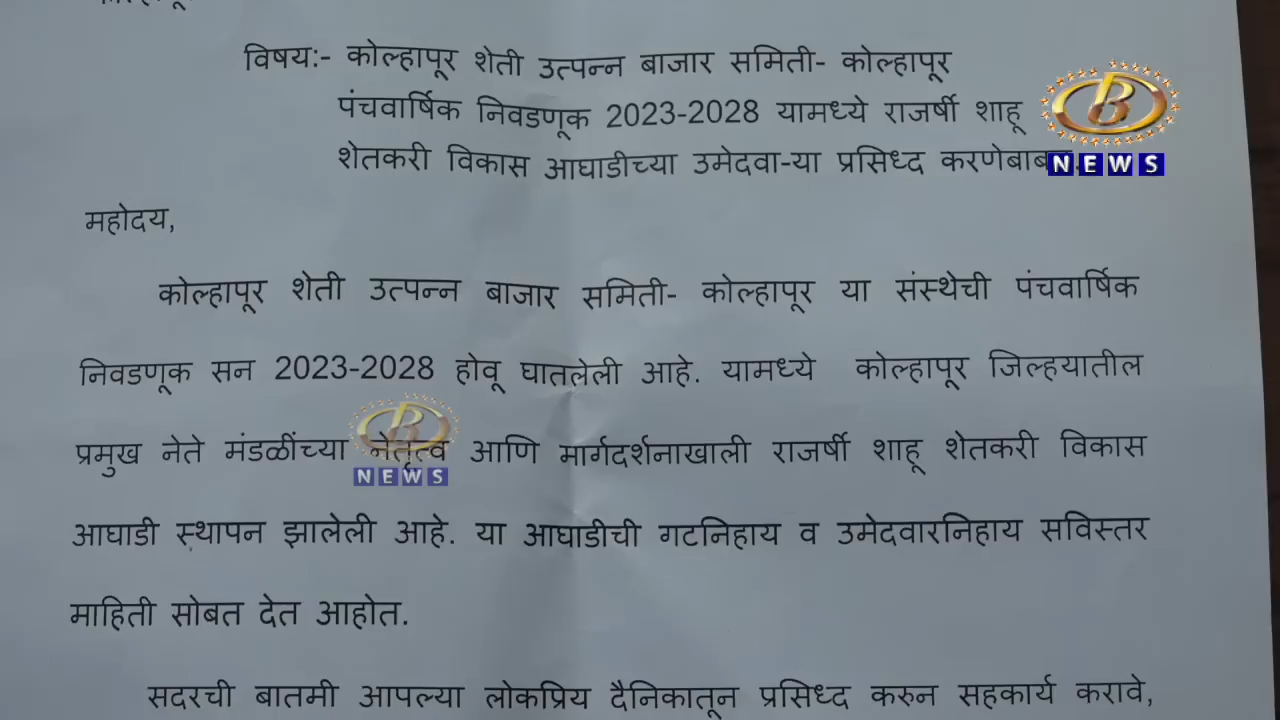 विषय:- कोल्हापूर शेती उत्पन्न बाजार समिती- कोल्हापूर
पंचवार्षिक निवडणूक 2023-2028 यामध्ये राजर्षी शाहू
शेतकरी विकास आघाडीच्या उमेदवा-या प्रसिध्द करणेबाबत.
B NEWS
महोदय,
कोल्हापूर शेती उत्पन्न बाजार समिती- कोल्हापूर या संस्थेची पंचवार्षिक
निवडणूक सन 2023-2028 होवू घातलेली आहे. यामध्ये कोल्हापूर जिल्हयातील
प्रमुख नेते मंडळींच्या नेतृत्व आणि मार्गदर्शनाखाली राजर्षी शाहू शेतकरी विकास
B NEWS
आघाडी स्थापन झालेली आहे. या आघाडीची गटनिहाय व उमेदवारनिहाय सविस्तर
माहिती सोबत देत आहोत.
सदरची बातमी आपल्या लोकप्रिय दैनिकातून प्रसिध्द करुन सहकार्य करावे,